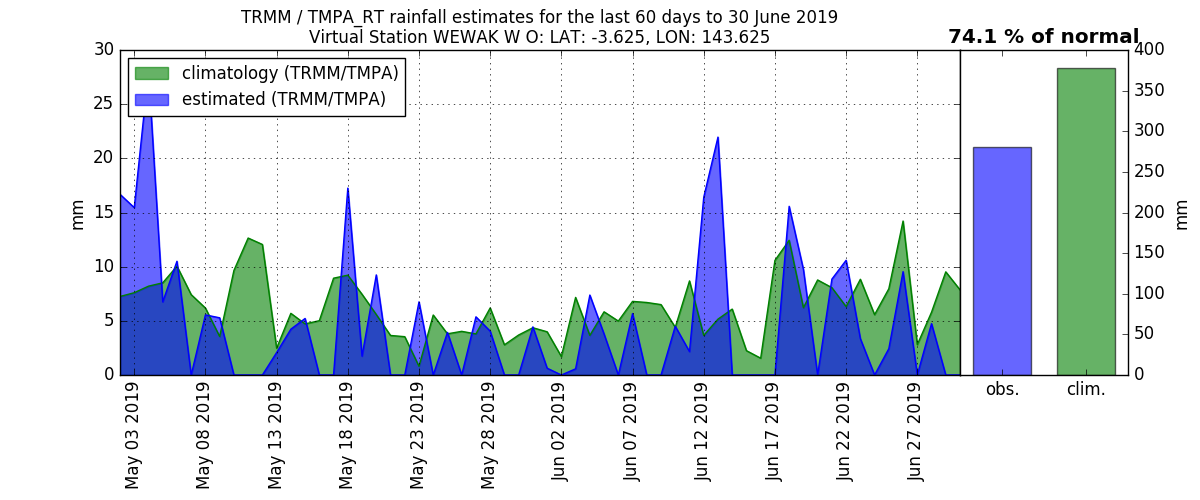 TRMM / TMPA_RT rainfall estimates for the last 60 days to 30 June 2019
Virtual Station WEWAK W O: LAT: -3.625, LON: 143.625
74.1 % of normal
climatology (TRMM/TMPA)
estimated (TRMM/TMPA)
30
25
20
15
10
5
0
mm
400
350
300
250
200
150
100
50
0
mm
May 03 2019
May 08 2019
May 13 2019
May 18 2019
May 23 2019
May 28 2019
Jun 02 2019
Jun 07 2019
Jun 12 2019
Jun 17 2019
Jun 22 2019
Jun 27 2019
obs.
clim.